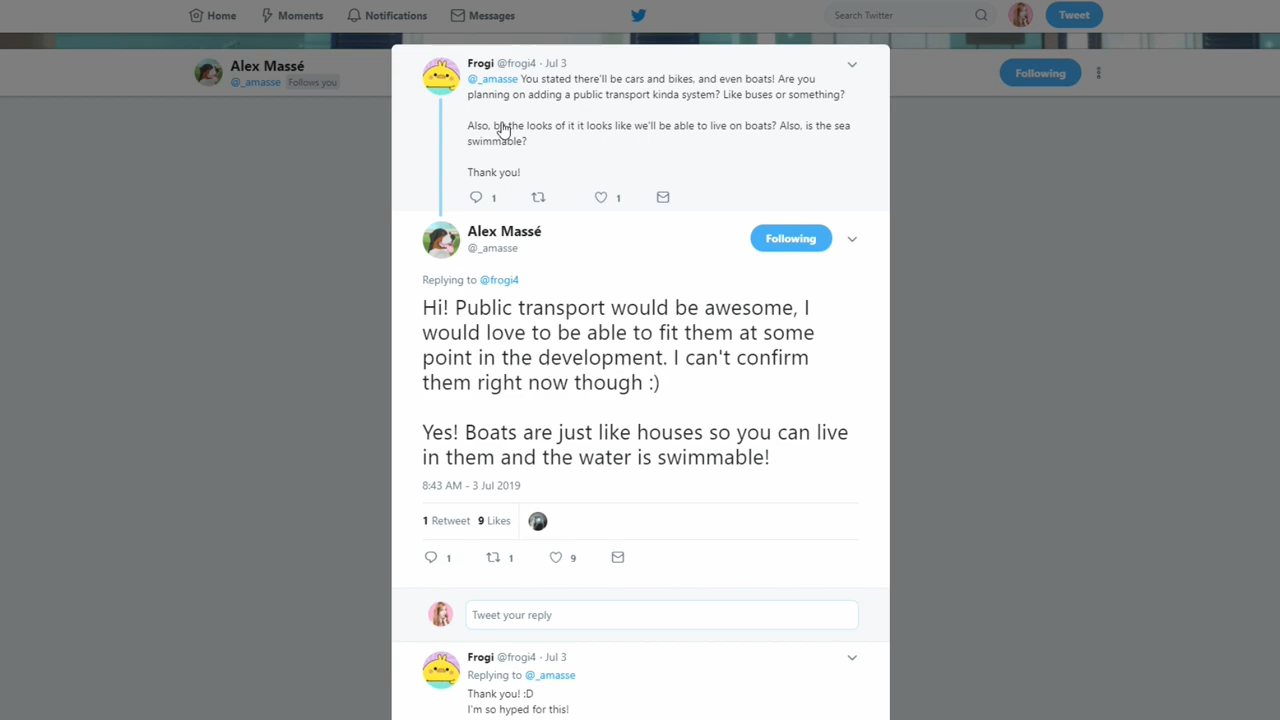 Home Moments Notifications Messages Search Twitter Tweet
Alex Massé
@_amasse Follows you
Following
Frogi @frogi4 · Jul 3
@_amasse You stated there'll be cars and bikes, and even boats! Are you
planning on adding a public transport kinda system? Like buses or something?
Also, the looks of it it looks like we'll be able to live on boats? Also, is the sea
swimmable?
Thank you!
1 1
Alex Massé
@_amasse
Following
Replying to @frogi4
Hi! Public transport would be awesome, I
would love to be able to fit them at some
point in the development. I can't confirm
them right now though :)
Yes! Boats are just like houses so you can live
in them and the water is swimmable!
8:43 AM - 3 Jul 2019
1 Retweet 9 Likes
1 1 9
Tweet your reply
Frogi @frogi4 · Jul 3
Replying to @_amasse
Thank you! :D
I'm so hyped for this!